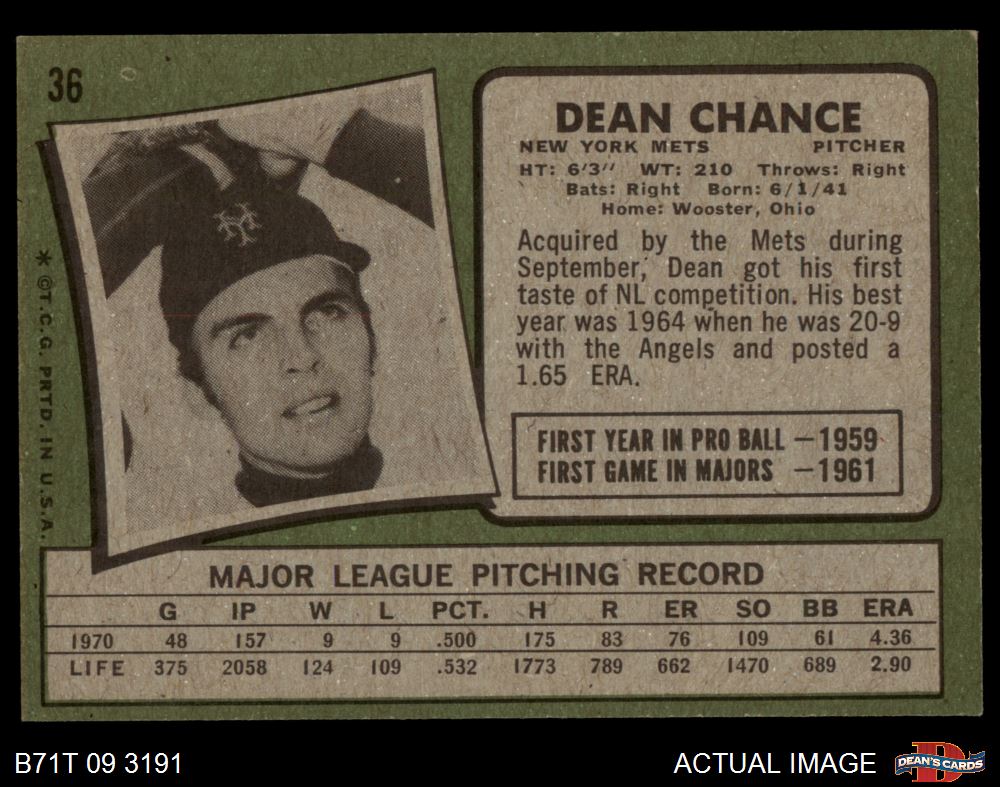 36
NY
DEAN CHANCE
NEW YORK METS PITCHER
HT: 6'3" WT: 210 Throws: Right
Bats: Right Born: 6/1/41
Home: Wooster, Ohio
Acquired by the Mets during
September, Dean got his first
taste of NL competition. His best
year was 1964 when he was 20-9
with the Angels and posted a
1.65 ERA.
FIRST YEAR IN PRO BALL — 1959
FIRST GAME IN MAJORS — 1961
* © T.C.G. PRTD. IN U.S.A.
MAJOR LEAGUE PITCHING RECORD
G IP W L PCT. H R ER SO BB ERA
1970 48 157 9 9 .500 175 83 76 109 61 4.36
LIFE 375 2058 124 109 .532 1773 789 662 1470 689 2.90
B71T 09 3191 ACTUAL IMAGE
DEAN'S CARDS